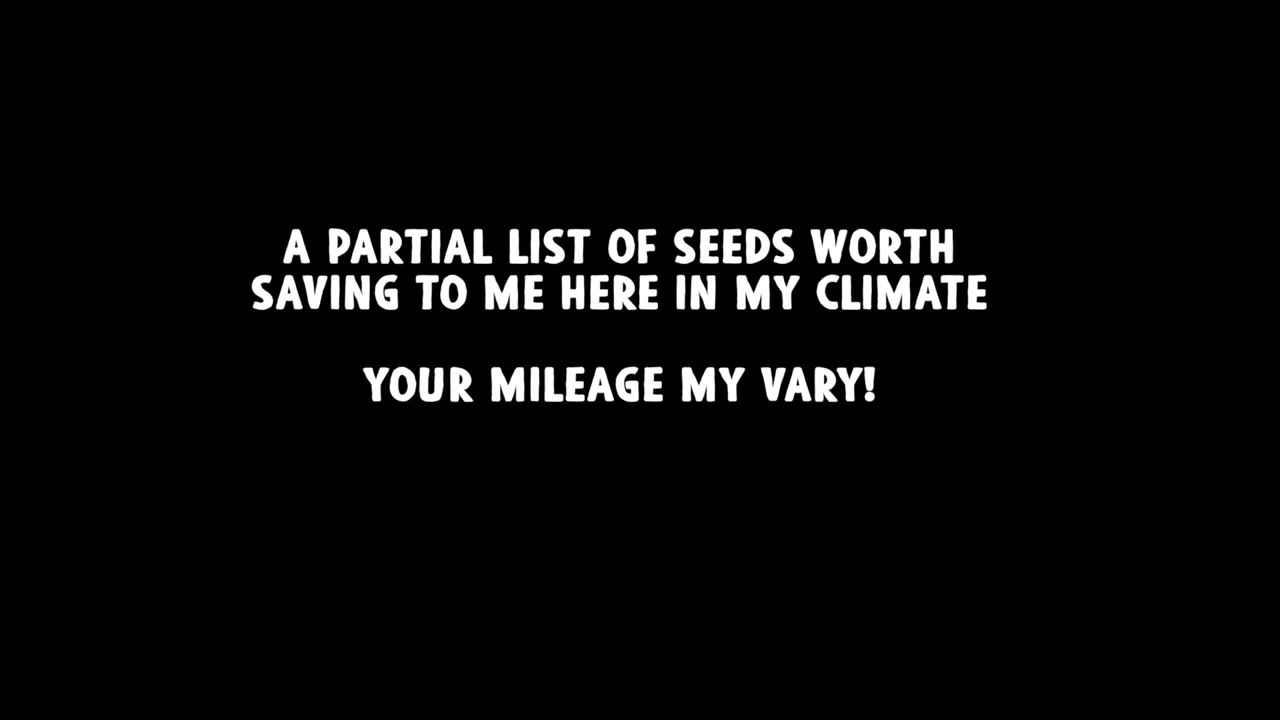 A PARTIAL LIST OF SEEDS WORTH
SAVING TO ME HERE IN MY CLIMATE
YOUR MILEAGE MY VARY!